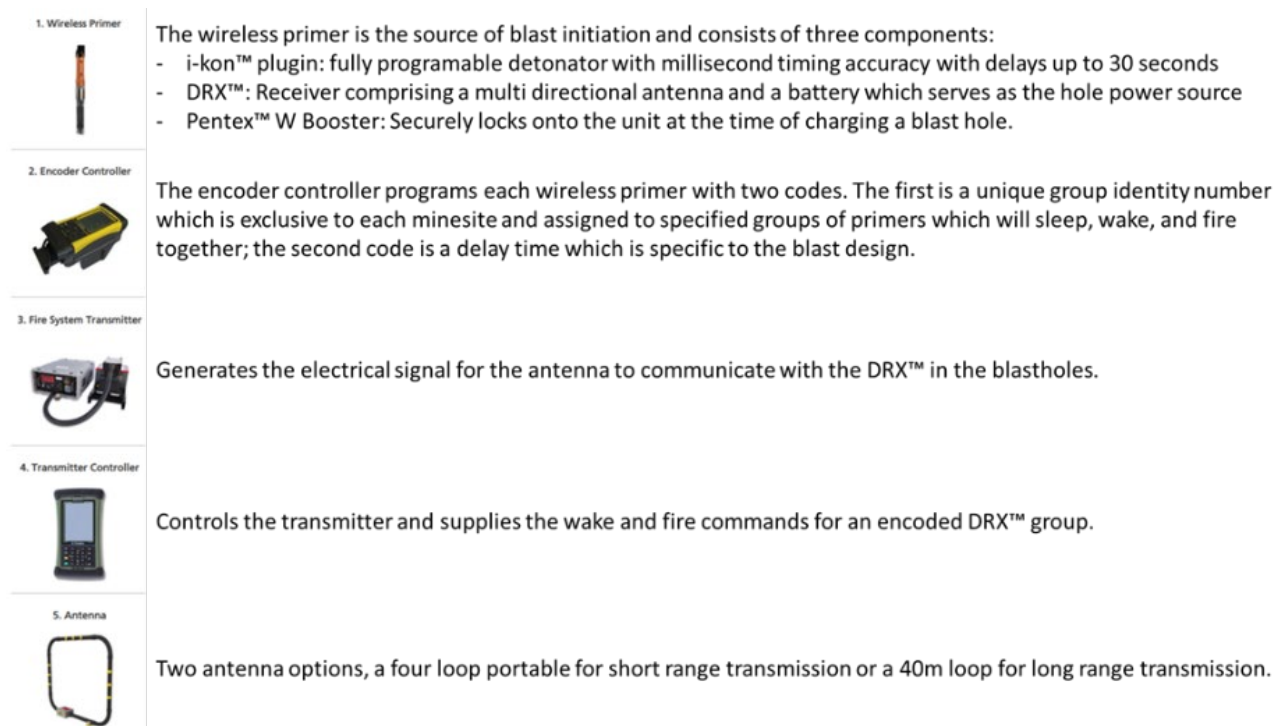 1. Wireless Primer
The wireless primer is the source of blast initiation and consists of three components:
- i-kon™ plugin: fully programable detonator with millisecond timing accuracy with delays up to 30 seconds
- DRX™: Receiver comprising a multi directional antenna and a battery which serves as the hole power source
- Pentex™ W Booster: Securely locks onto the unit at the time of charging a blast hole.
2. Encoder Controller
The encoder controller programs each wireless primer with two codes. The first is a unique group identity number
which is exclusive to each minesite and assigned to specified groups of primers which will sleep, wake, and fire
together; the second code is a delay time which is specific to the blast design.
3. Fire System Transmitter
Generates the electrical signal for the antenna to communicate with the DRX™ in the blastholes.
4. Transmitter Controller
Controls the transmitter and supplies the wake and fire commands for an encoded DRX™ group.
5. Antenna
Two antenna options, a four loop portable for short range transmission or a 40m loop for long range transmission.